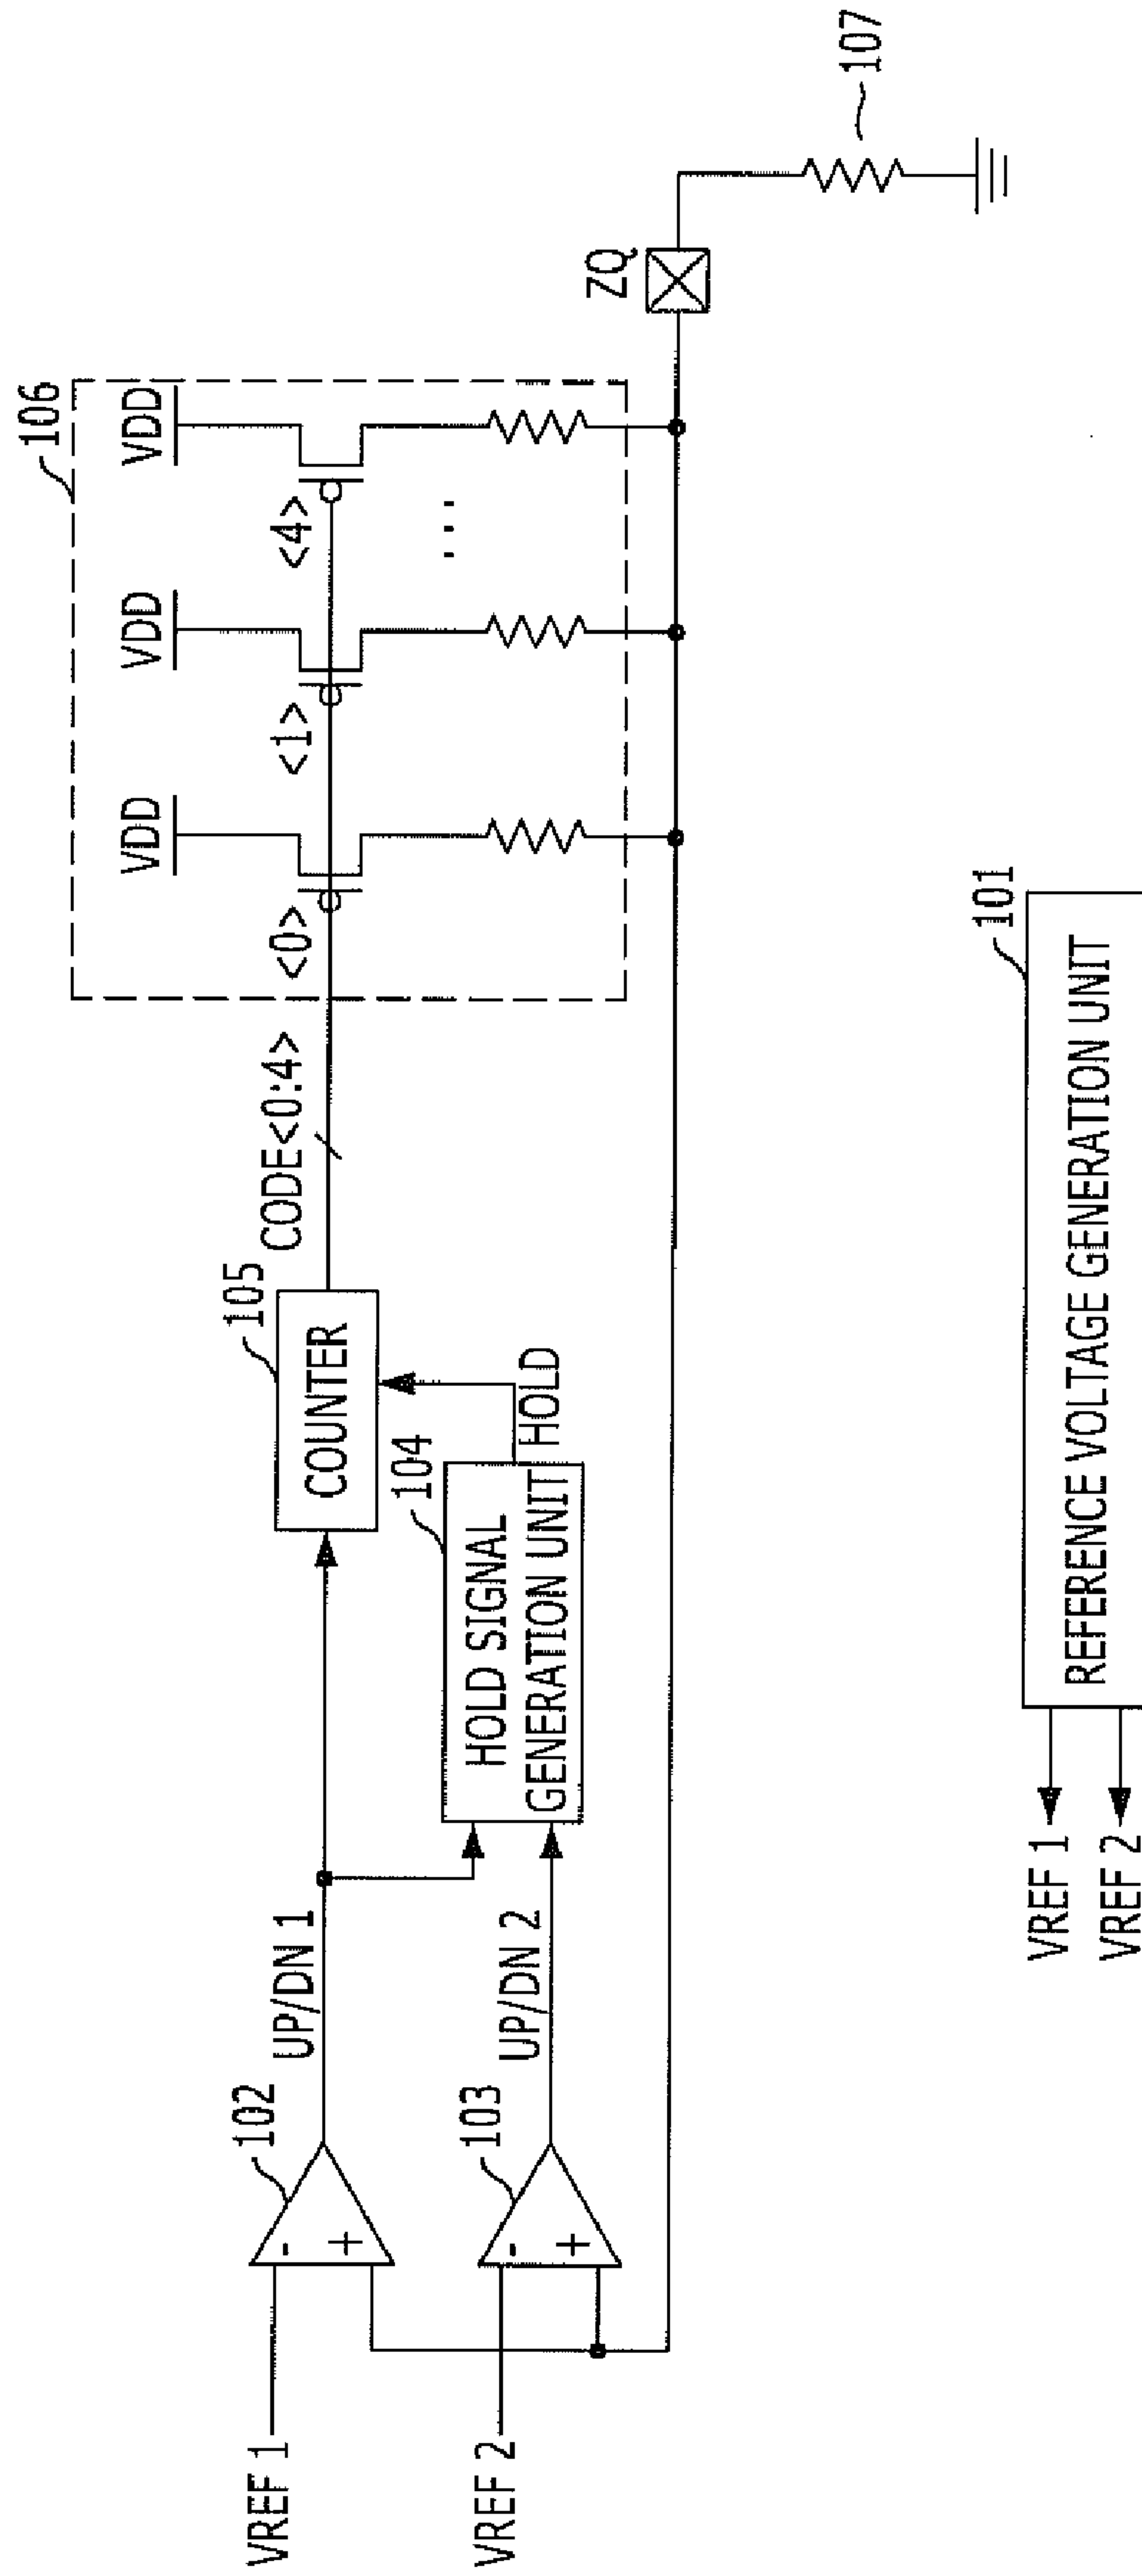 106
VDD
VDD
VDD
<0>
<1>
<4>
...
107
ZQ
CODE<0:4>
105
COUNTER
104
HOLD SIGNAL
GENERATION UNIT
HOLD
UP/DN 1
UP/DN 2
102
-
+
103
-
+
VREF 1
VREF 2
101
REFERENCE VOLTAGE GENERATION UNIT
VREF 1
VREF 2